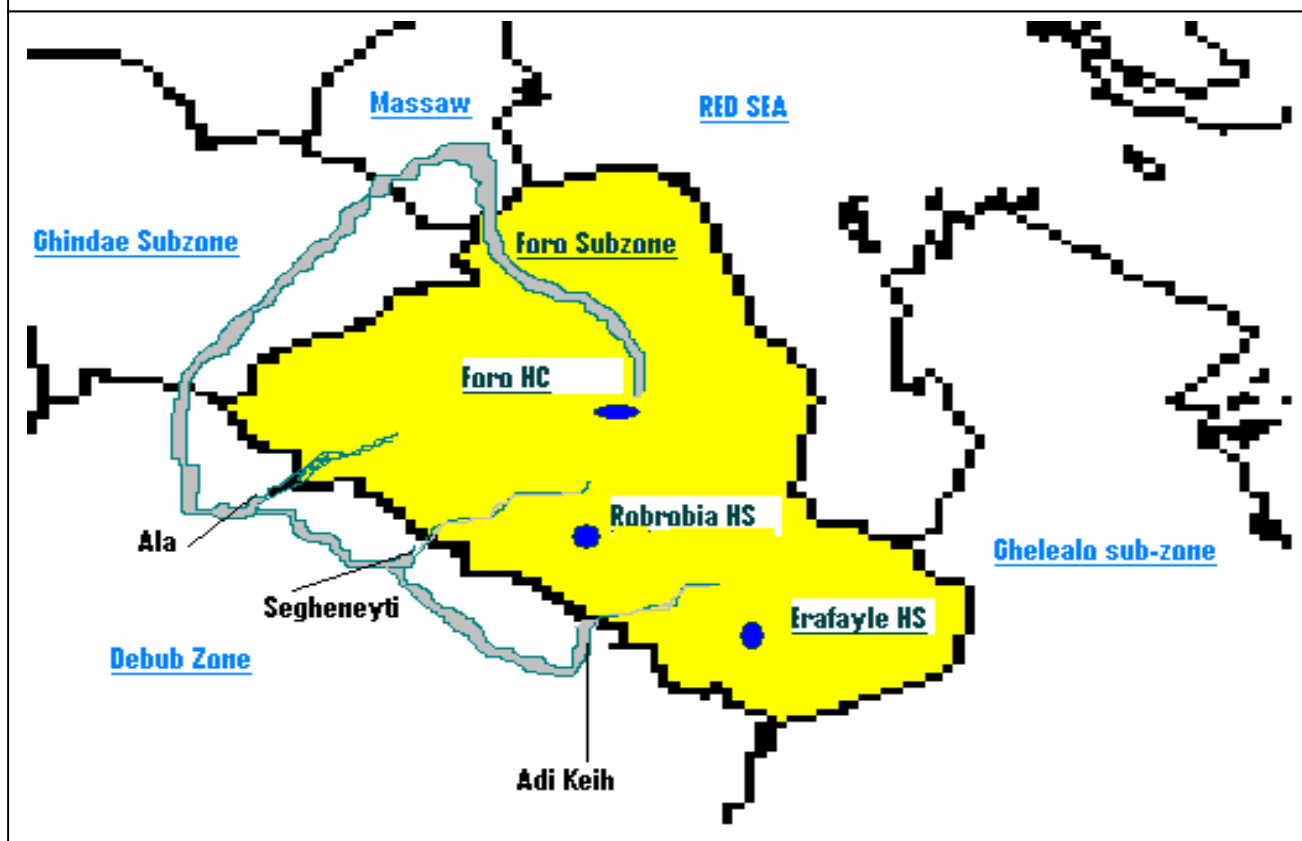 Massaw
RED SEA
Ghindae Subzone
Foro Subzone
Foro HC
Robrobia HS
Ala
Ghelealo sub-zone
Segheneyti
Erafayle HS
Debub Zone
Adi Keih